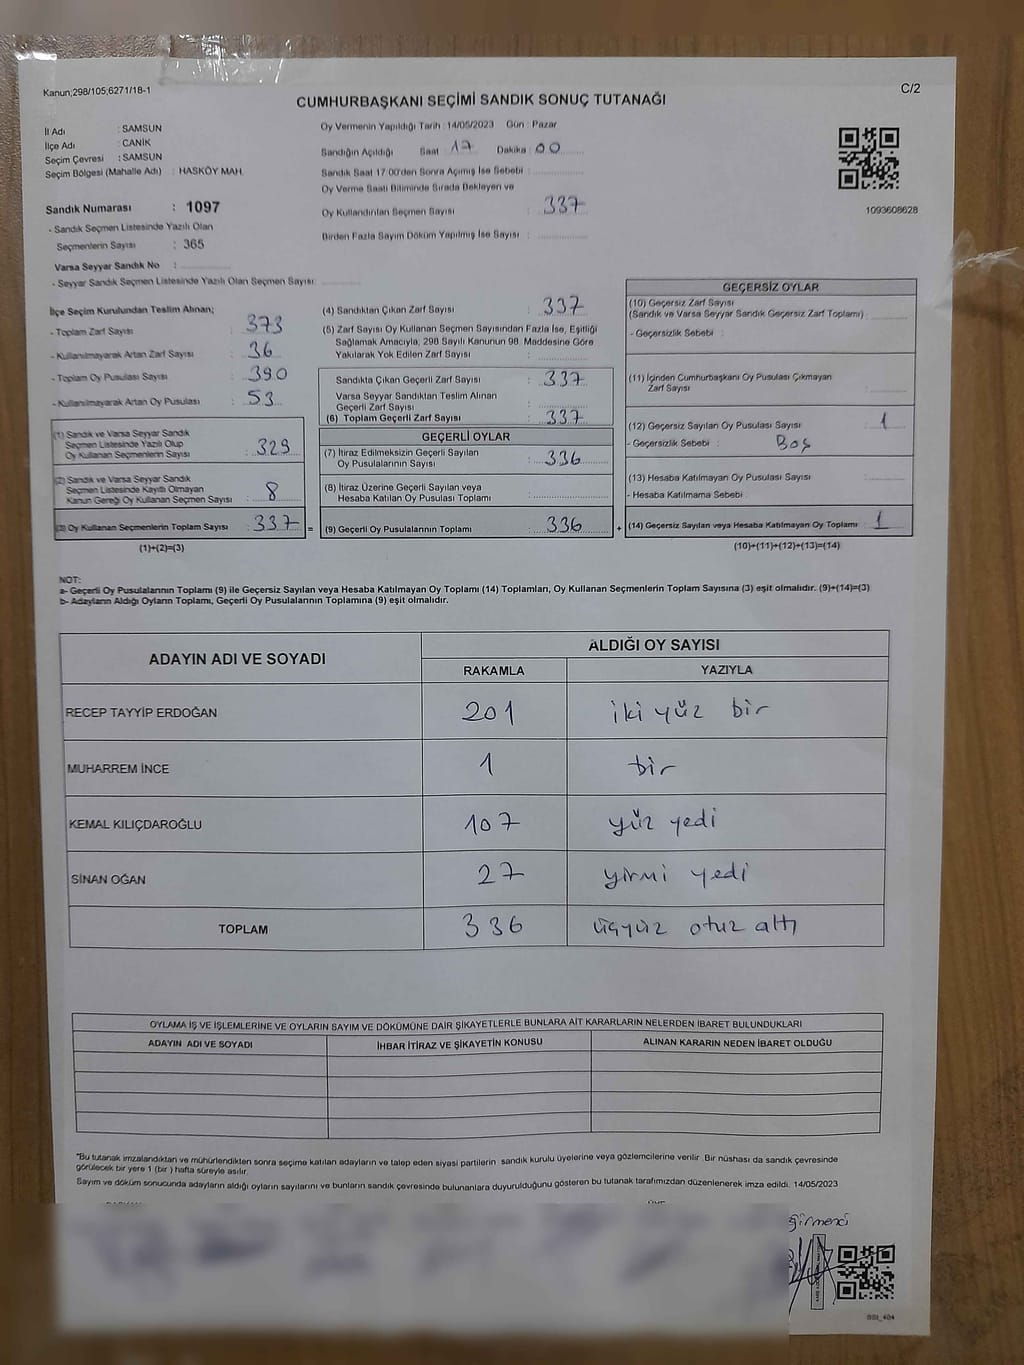 Kanun;298/105;6271/18-1
C/2
CUMHURBAŞKANI SEÇİMİ SANDIK SONUÇ TUTANAĞI
İl Adı : SAMSUN
İlçe Adı : CANİK
Seçim Çevresi : SAMSUN
Seçim Bölgesi (Mahalle Adı) : HASKÖY MAH.
Sandık Numarası : 1097
- Sandık Seçmen Listesinde Yazılı Olan
Seçmenlerin Sayısı : 365
Varsa Seyyar Sandık No :
- Seyyar Sandık Seçmen Listesinde Yazılı Olan Seçmen Sayısı:
Oy Vermenin Yapıldığı Tarih : 14/05/2023 Gün : Pazar
Sandığın Açıldığı Saat : 17 Dakika : 00
Sandık Saat 17:00'den Sonra Açımış İse Sebebi :
Oy Verme Saati Bitiminde Sırada Bekleyen ve
Oy Kullandırılan Seçmen Sayısı : 337
Birden Fazla Sayım Döküm Yapılmış İse Sayısı :
1093608628
İlçe Seçim Kurulundan Teslim Alınan;
- Toplam Zarf Sayısı : 373
- Kullanılmayarak Artan Zarf Sayısı : 36
- Toplam Oy Pusulası Sayısı : 390
- Kullanılmayarak Artan Oy Pusulası : 53
(1) Sandık ve Varsa Seyyar Sandık
Seçmen Listesinde Yazılı Olup
Oy Kullanan Seçmenlerin Sayısı : 329
(2) Sandık ve Varsa Seyyar Sandık
Seçmen Listesinde Kayıtlı Olmayan
Kanun Gereği Oy Kullanan Seçmen Sayısı : 8
(3) Oy Kullanan Seçmenlerin Toplam Sayısı : 337 =
(1)+(2)=(3)
(4) Sandıktan Çıkan Zarf Sayısı : 337
(5) Zarf Sayısı Oy Kullanan Seçmen Sayısından Fazla İse, Eşitliği
Sağlamak Amacıyla, 298 Sayılı Kanunun 98. Maddesine Göre
Yakılarak Yok Edilen Zarf Sayısı :
Sandıkta Çıkan Geçerli Zarf Sayısı : 337
Varsa Seyyar Sandıktan Teslim Alınan
Geçerli Zarf Sayısı :
(6) Toplam Geçerli Zarf Sayısı : 337
GEÇERLİ OYLAR
(7) İtiraz Edilmeksizin Geçerli Sayılan
Oy Pusulalarının Sayısı : 336
(8) İtiraz Üzerine Geçerli Sayılan veya
Hesaba Katılan Oy Pusulası Toplamı :
(9) Geçerli Oy Pusulalarının Toplamı : 336 +
GEÇERSİZ OYLAR
(10) Geçersiz Zarf Sayısı
(Sandık ve Varsa Seyyar Sandık Geçersiz Zarf Toplamı) :
- Geçersizlik Sebebi :
(11) İçinden Cumhurbaşkanı Oy Pusulası Çıkmayan
Zarf Sayısı :
(12) Geçersiz Sayılan Oy Pusulası Sayısı : 1
- Geçersizlik Sebebi : Boş
(13) Hesaba Katılmayan Oy Pusulası Sayısı :
- Hesaba Katılmama Sebebi :
(14) Geçersiz Sayılan veya Hesaba Katılmayan Oy Toplamı : 1
(10)+(11)+(12)+(13)=(14)
NOT:
a- Geçerli Oy Pusulalarının Toplamı (9) ile Geçersiz Sayılan veya Hesaba Katılmayan Oy Toplamı (14) Toplamları, Oy Kullanan Seçmenlerin Toplam Sayısına (3) eşit olmalıdır. (9)+(14)=(3)
b- Adayların Aldığı Oyların Toplamı, Geçerli Oy Pusulalarının Toplamına (9) eşit olmalıdır.
ADAYIN ADI VE SOYADI ALDIĞI OY SAYISI
RAKAMLA YAZIYLA
RECEP TAYYİP ERDOĞAN 201 iki yüz bir
MUHARREM İNCE 1 bir
KEMAL KILIÇDAROĞLU 107 yüz yedi
SİNAN OĞAN 27 yirmi yedi
TOPLAM 336 üçyüz otuz altı
OYLAMA İŞ VE İŞLEMLERİNE VE OYLARIN SAYIM VE DÖKÜMÜNE DAİR ŞİKAYETLERLE BUNLARA AİT KARARLARIN NELERDEN İBARET BULUNDUKLARI
ADAYIN ADI VE SOYADI İHBAR İTİRAZ VE ŞİKAYETİN KONUSU ALINAN KARARIN NEDEN İBARET OLDUĞU
"Bu tutanak imzalandıktan ve mühürlendikten sonra seçime katılan adayların ve talep eden siyasi partilerin sandık kurulu üyelerine veya gözlemcilerine verilir. Bir nüshası da sandık çevresinde
görülecek bir yere 1 (bir ) hafta süreyle asılır.
Sayım ve döküm sonucunda adayların aldığı oyların sayılarını ve bunların sandık çevresinde bulunanlara duyurulduğunu gösteren bu tutanak tarafımızdan düzenlenerek imza edildi. 14/05/2023